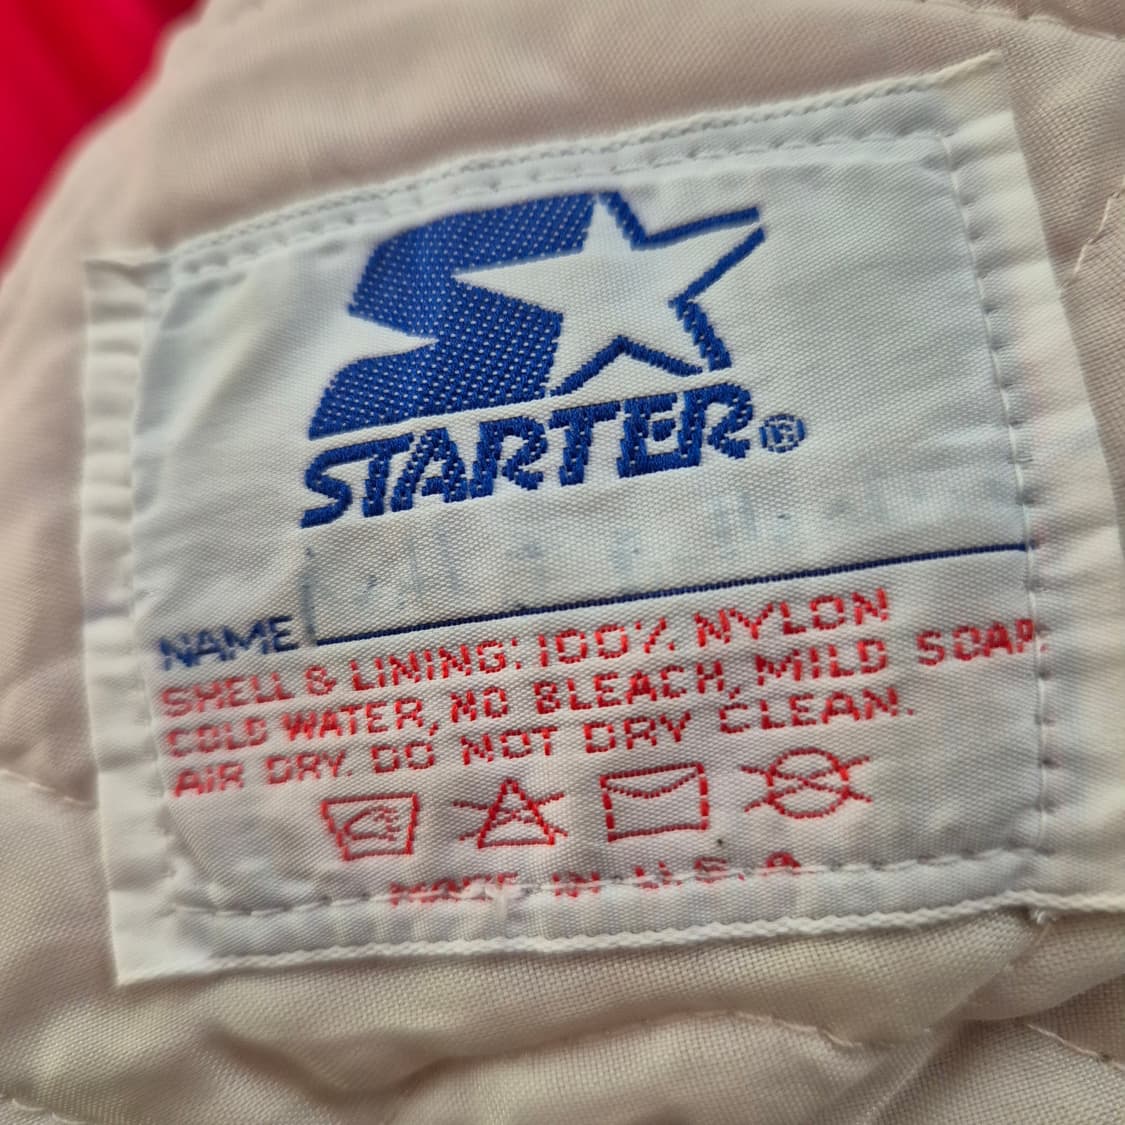 STARTER®
NAME
SHELL & LINING: 100% NYLON
COLD WATER, NO BLEACH, MILD SOAP.
AIR DRY. DO NOT DRY CLEAN.
MADE IN U.S.A